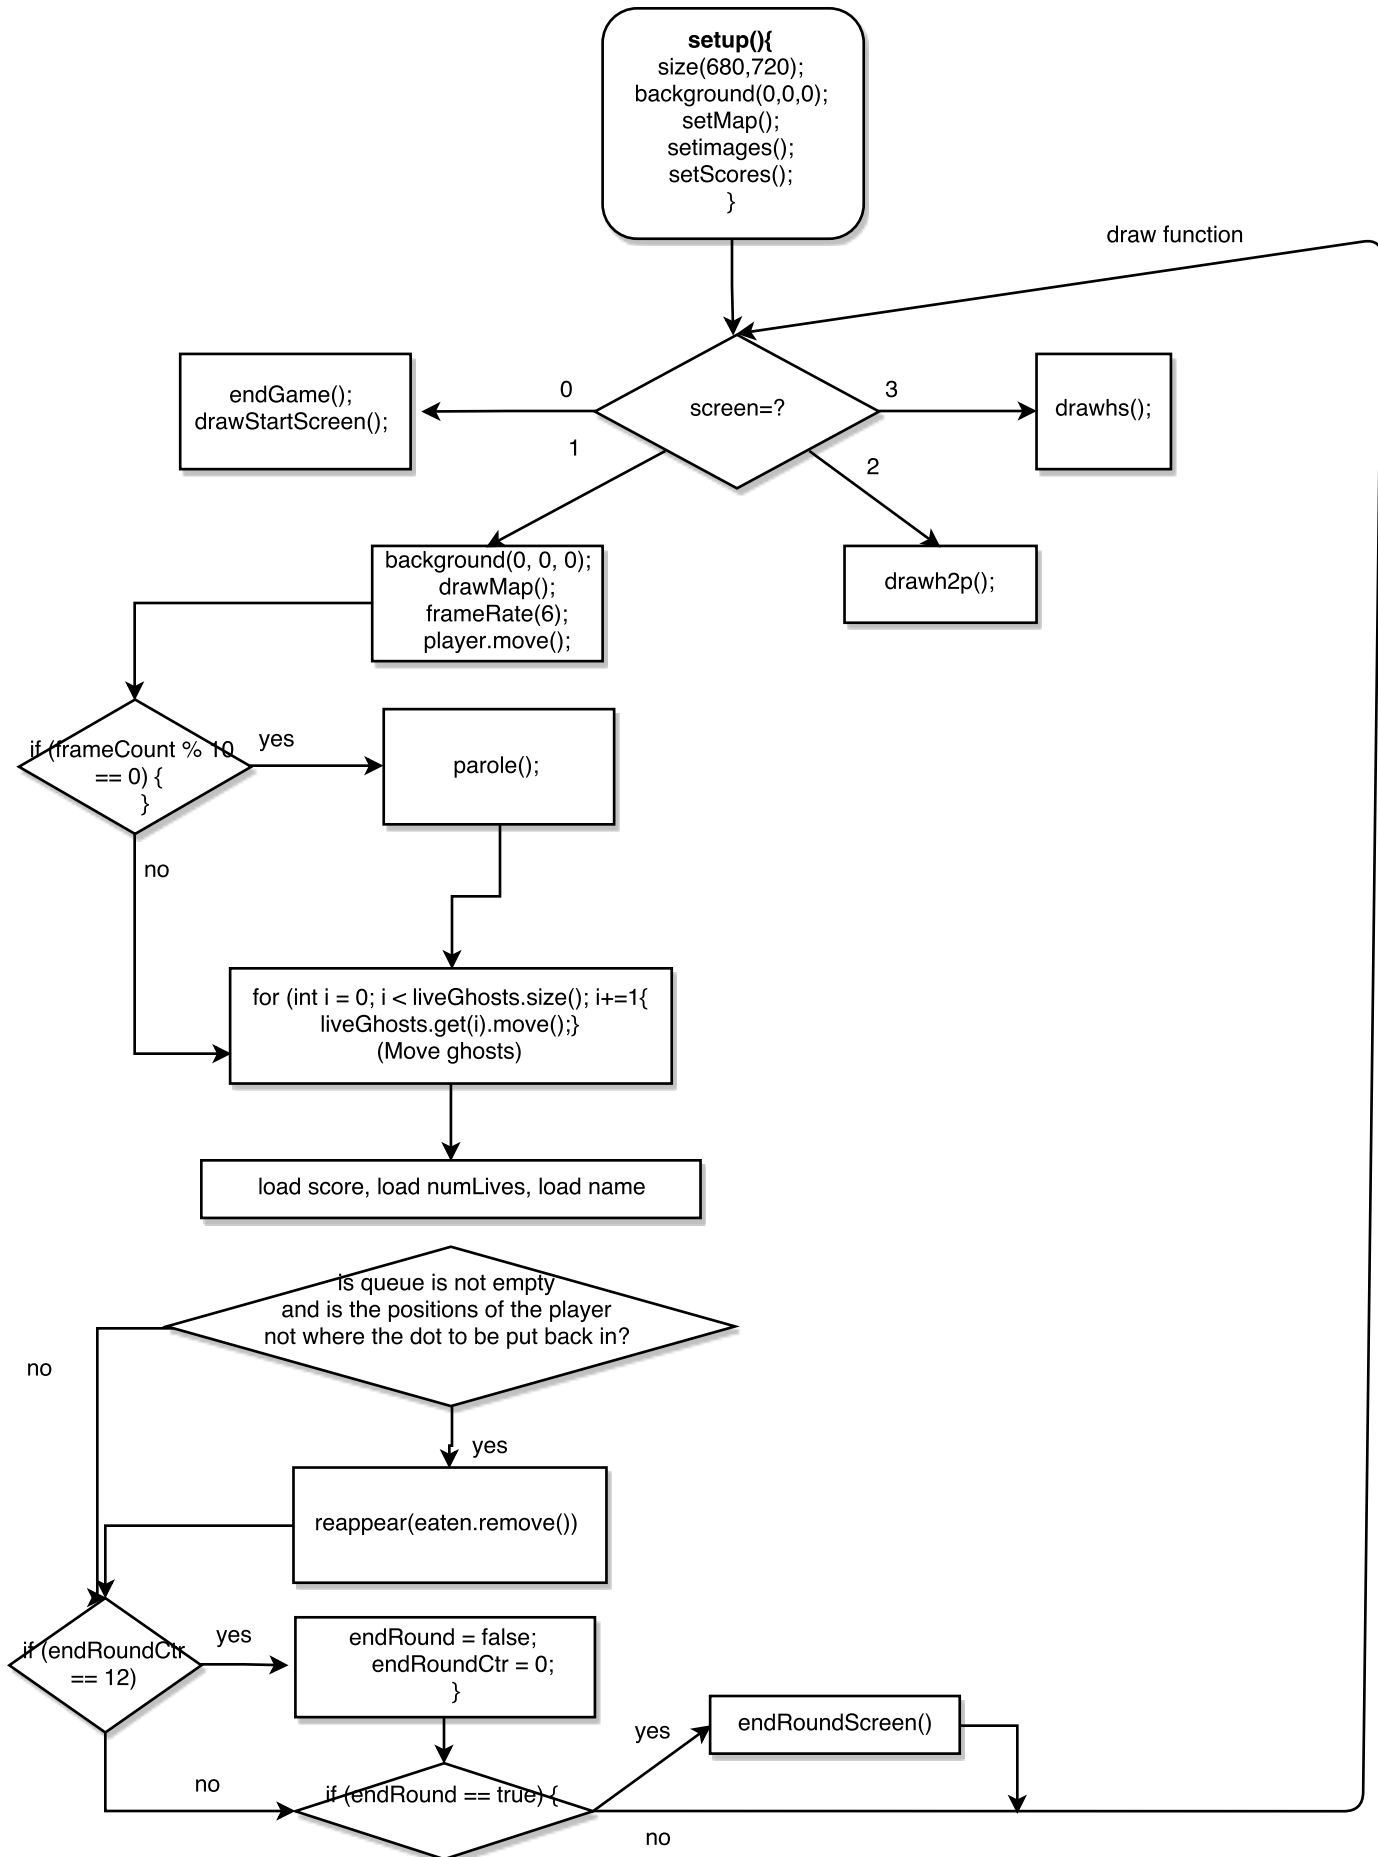 setup(){
size(680,720);
background(0,0,0);
setMap();
setimages();
setScores();
}
draw function
endGame();
drawStartScreen();
0
screen=?
3
drawhs();
1
2
background(0, 0, 0);
drawMap();
frameRate(6);
player.move();
drawh2p();
if (frameCount % 10
== 0) {
}
yes
parole();
no
for (int i = 0; i < liveGhosts.size(); i+=1{
liveGhosts.get(i).move();}
(Move ghosts)
load score, load numLives, load name
is queue is not empty
and is the positions of the player
not where the dot to be put back in?
no
yes
reappear(eaten.remove())
if (endRoundCtr
== 12)
yes
endRound = false;
endRoundCtr = 0;
}
no
if (endRound == true) {
yes
endRoundScreen()
no